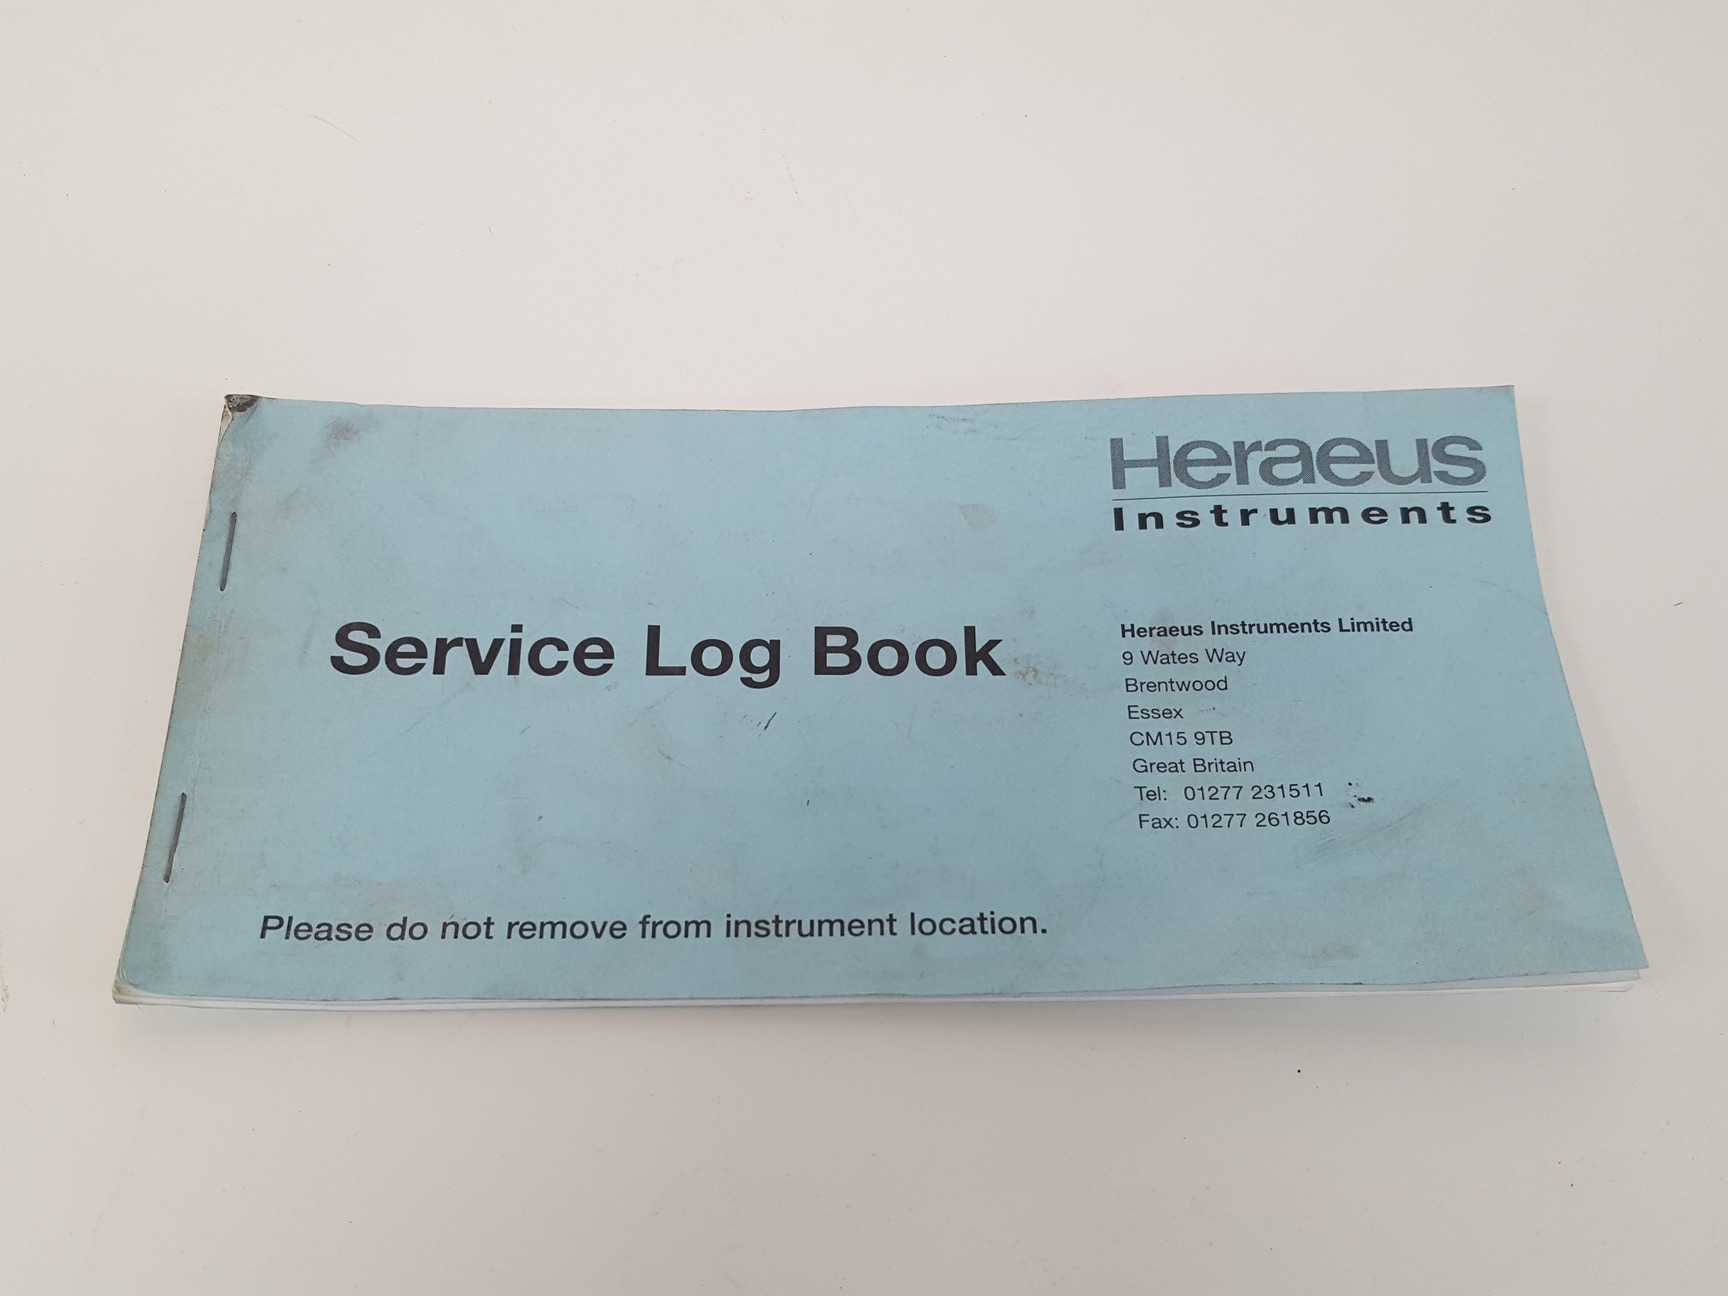 Heraeus
Instruments
Service Log Book
Heraeus Instruments Limited
9 Wates Way
Brentwood
Essex
CM15 9TB
Great Britain
Tel: 01277 231511
Fax: 01277 261856
Please do not remove from instrument location.